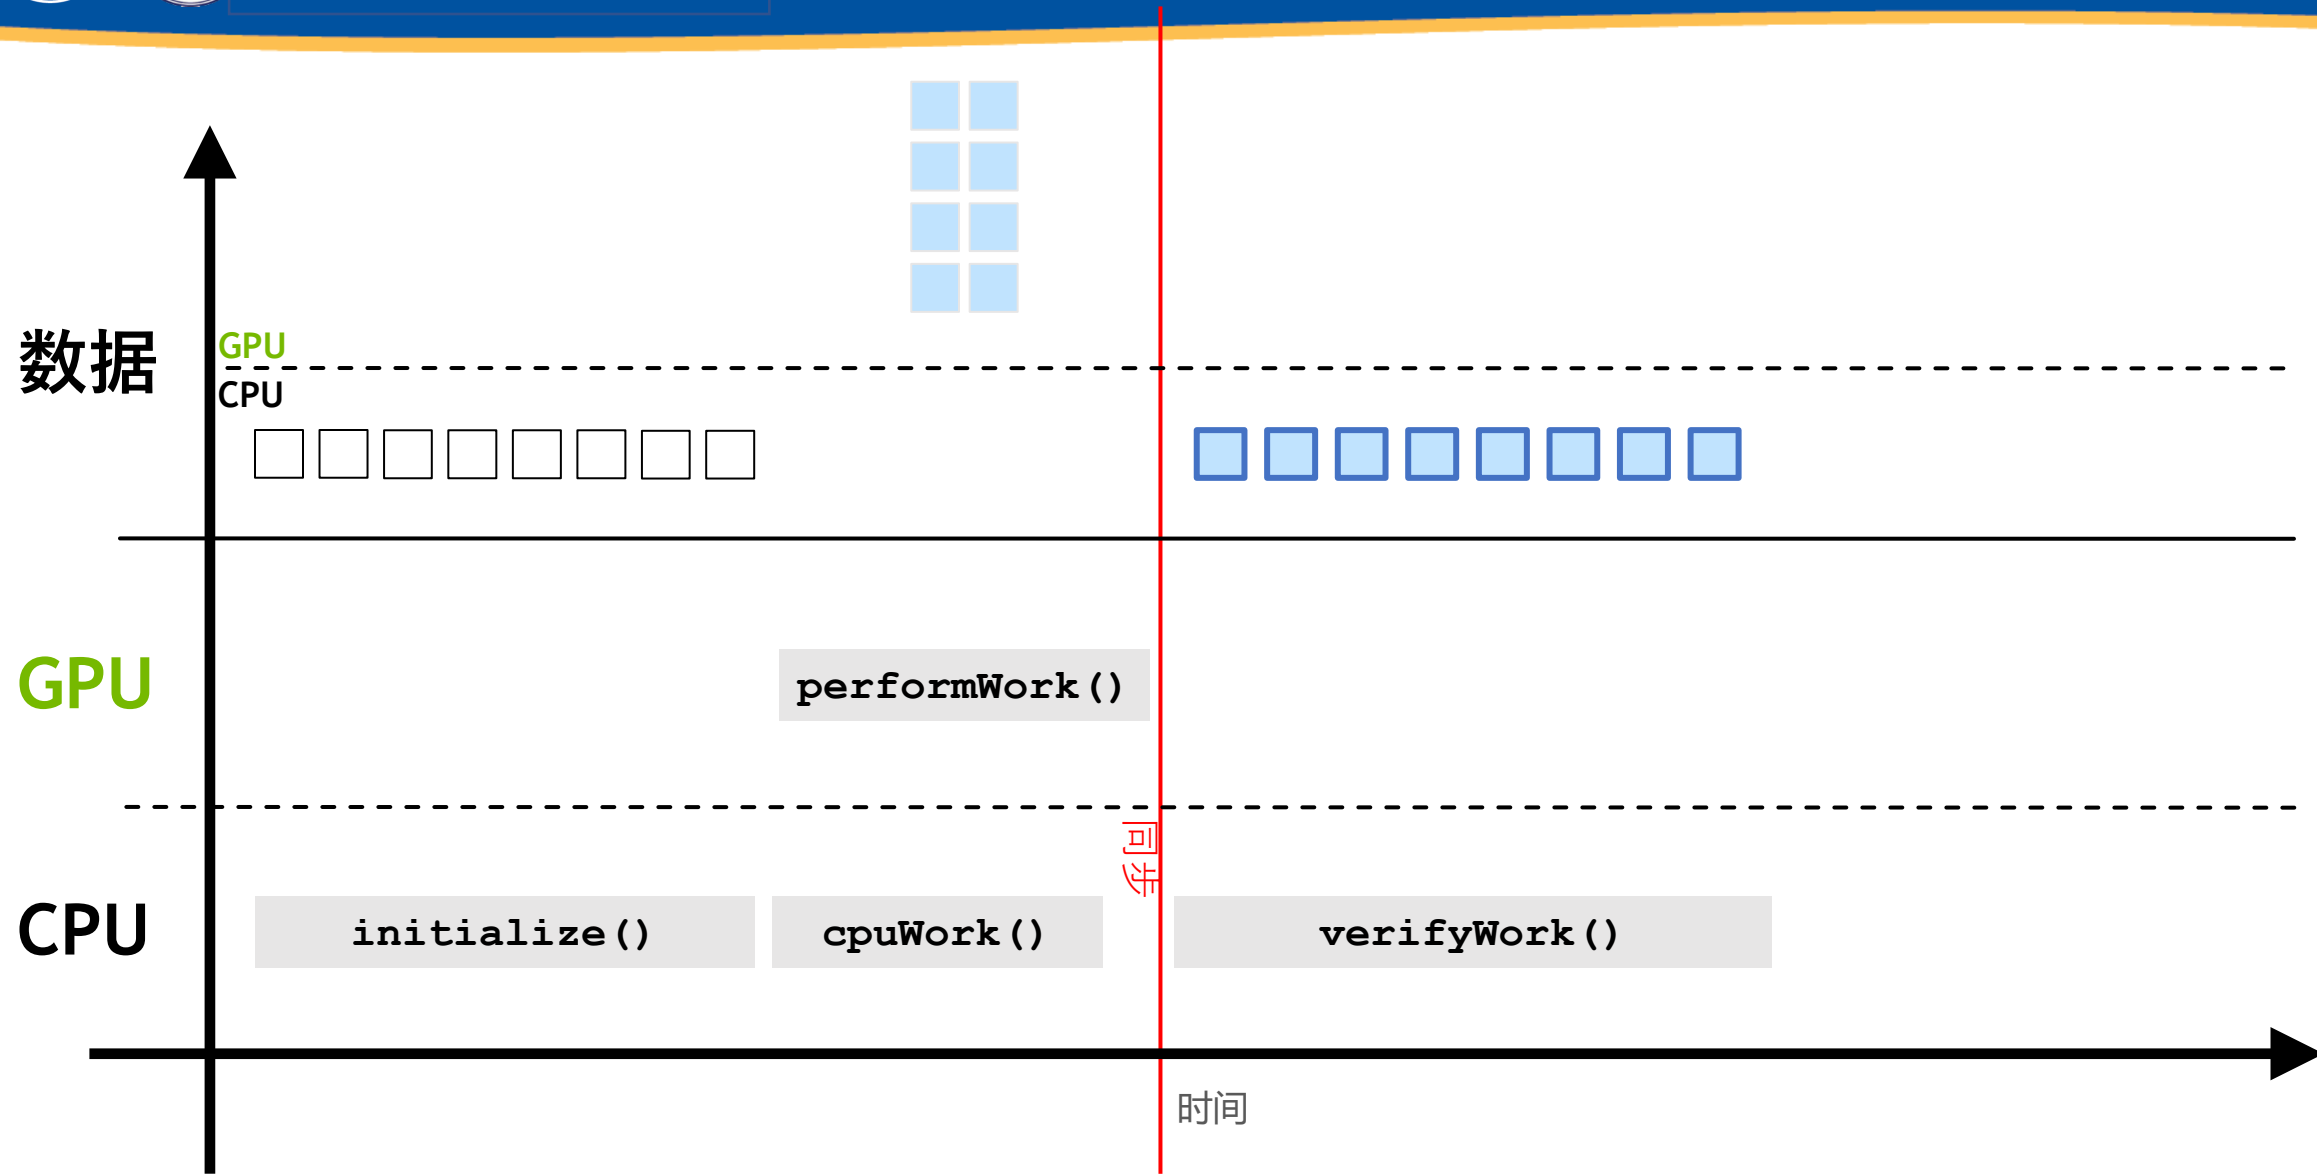 数据
GPU
CPU
GPU
performWork()
同步
CPU
initialize()
cpuWork()
verifyWork()
时间